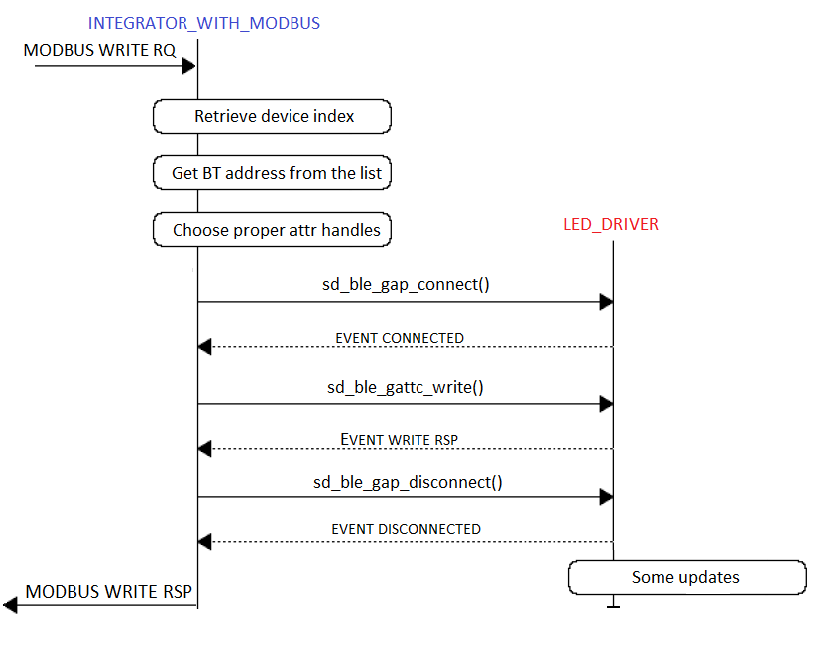 INTEGRATOR_WITH_MODBUS
MODBUS WRITE RQ
Retrieve device index
Get BT address from the list
Choose proper attr handles
LED_DRIVER
sd_ble_gap_connect()
EVENT CONNECTED
sd_ble_gattc_write()
EVENT WRITE RSP
sd_ble_gap_disconnect()
EVENT DISCONNECTED
Some updates
MODBUS WRITE RSP